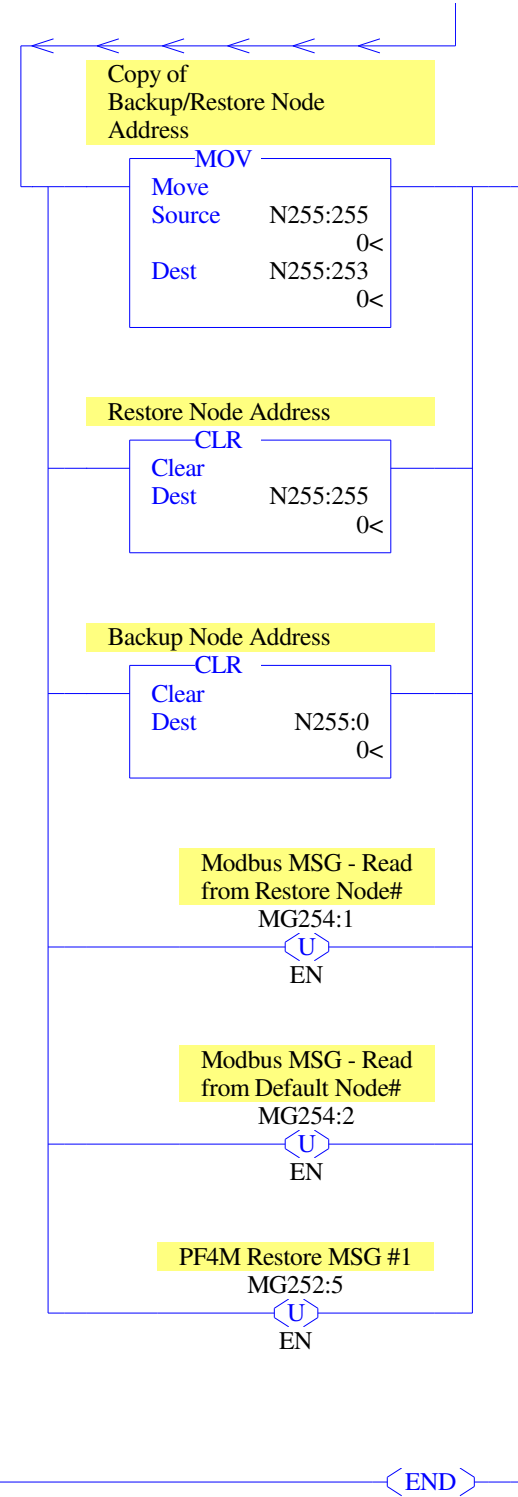 Copy of
Backup/Restore Node
Address
MOV
Move
Source N255:255
0<
Dest N255:253
0<
Restore Node Address
CLR
Clear
Dest N255:255
0<
Backup Node Address
CLR
Clear
Dest N255:0
0<
Modbus MSG - Read
from Restore Node#
MG254:1
U
EN
Modbus MSG - Read
from Default Node#
MG254:2
U
EN
PF4M Restore MSG #1
MG252:5
U
EN
END